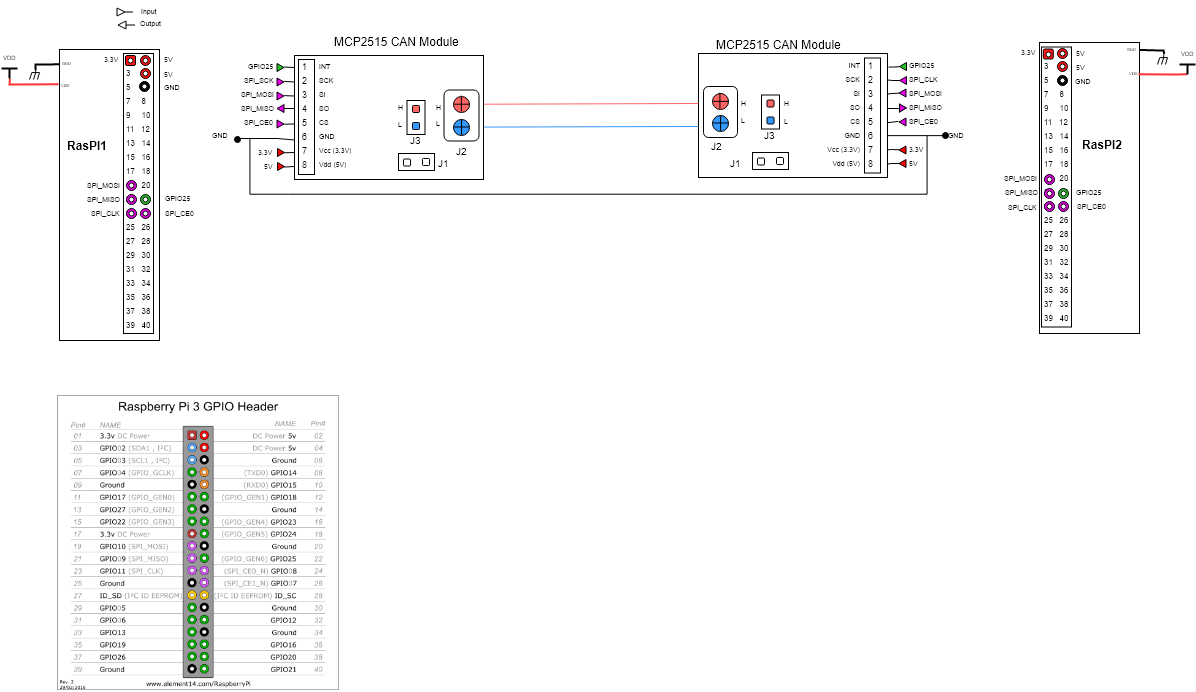 Input
Output
MCP2515 CAN Module
MCP2515 CAN Module
VDD
GND
VDD
RasPI1
3.3V 5V
3 5V
5 GND
7 8
9 10
11 12
13 14
15 16
17 18
SPI_MOSI 20
SPI_MISO GPIO25
SPI_CLK SPI_CE0
25 26
27 28
29 30
31 32
33 34
35 36
37 38
39 40
GPIO25 1 INT
SPI_SCK 2 SCK
SPI_MOSI 3 SI
SPI_MISO 4 SO
SPI_CE0 5 CS
GND 6 GND
3.3V 7 Vcc (3.3V)
5V 8 Vdd (5V)
H
L
J3
H
L
J2
J1
H
L
J2
H
L
J3
J1
INT 1 GPIO25
SCK 2 SPI_CLK
SI 3 SPI_MOSI
SO 4 SPI_MISO
CS 5 SPI_CE0
GND 6 GND
Vcc (3.3V) 7 3.3V
Vdd (5V) 8 5V
3.3V 5V
3 5V
5 GND
7 8
9 10
11 12
13 14
15 16
17 18
SPI_MOSI 20
SPI_MISO GPIO25
SPI_CLK SPI_CE0
25 26
27 28
29 30
31 32
33 34
35 36
37 38
39 40
RasPI2
GND
VDD
VDD
Raspberry Pi 3 GPIO Header
Pin# NAME NAME Pin#
01 3.3v DC Power DC Power 5v 02
03 GPIO02 (SDA1 , I²C) DC Power 5v 04
05 GPIO03 (SCL1 , I²C) Ground 06
07 GPIO04 (GPIO_GCLK) (TXD0) GPIO14 08
09 Ground (RXD0) GPIO15 10
11 GPIO17 (GPIO_GEN0) (GPIO_GEN1) GPIO18 12
13 GPIO27 (GPIO_GEN2) Ground 14
15 GPIO22 (GPIO_GEN3) (GPIO_GEN4) GPIO23 16
17 3.3v DC Power (GPIO_GEN5) GPIO24 18
19 GPIO10 (SPI_MOSI) Ground 20
21 GPIO09 (SPI_MISO) (GPIO_GEN6) GPIO25 22
23 GPIO11 (SPI_CLK) (SPI_CE0_N) GPIO08 24
25 Ground (SPI_CE1_N) GPIO07 26
27 ID_SD (I²C ID EEPROM) (I²C ID EEPROM) ID_SC 28
29 GPIO05 Ground 30
31 GPIO06 GPIO12 32
33 GPIO13 Ground 34
35 GPIO19 GPIO16 36
37 GPIO26 GPIO20 38
39 Ground GPIO21 40
Rev. 2
29/02/2016
www.element14.com/RaspberryPi